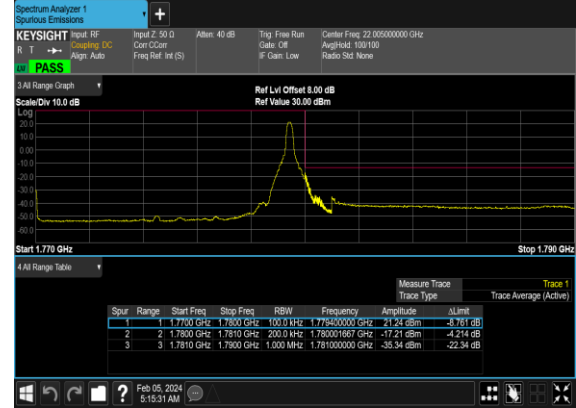 Spectrum Analyzer 1
Spurious Emissions
KEYSIGHT Input: RF Input Z: 50 Ω Atten: 40 dB Trig: Free Run Center Freq: 22.005000000 GHz
R T Coupling: DC Corr CCorr Gate: Off Avg|Hold: 100/100
Align: Auto Freq Ref: Int (S) IF Gain: Low Radio Std: None
LXI PASS
3 All Range Graph
Ref Lvl Offset 8.00 dB
Scale/Div 10.0 dB Ref Value 30.00 dBm
Log
20.0
10.0
0.00
-10.0
-20.0
-30.0
-40.0
-50.0
-60.0
Start 1.770 GHz Stop 1.790 GHz
4 All Range Table
Measure Trace Trace 1
Trace Type Trace Average (Active)
Spur Range Start Freq Stop Freq RBW Frequency Amplitude ΔLimit
1 1 1.7700 GHz 1.7800 GHz 100.0 kHz 1.779400000 GHz 21.24 dBm -8.761 dB
2 2 1.7800 GHz 1.7810 GHz 200.0 kHz 1.780001667 GHz -17.21 dBm -4.214 dB
3 3 1.7810 GHz 1.7900 GHz 1.000 MHz 1.781000000 GHz -35.34 dBm -22.34 dB
? Feb 05, 2024
5:15:31 AM